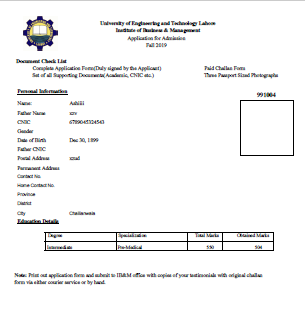 University of Engineering and Technology Lahore
Institute of Business & Management
Application for Admission
Fall 2019
Document Check List
Complete Application Form(Duly signed by the Applicant) Paid Challan Form
Set of all Supporting Documents(Academic, CNIC etc.) Three Passport Sized Photographs
Personal Information
991004
Name:
Father Name
CNIC 6789045324543
Gender
Date of Birth Dec 30, 1899
Father CNIC
Postal Address
Permanent Address
Contact No.
Home Contact No.
Province
District
City
Education Details
Degree Specialization Total Marks Obtained Marks
Intermediate Pre-Medical 550 504
Note: Print out application form and submit to IB&M office with copies of your testimonials with original challan
form via either courier service or by hand.